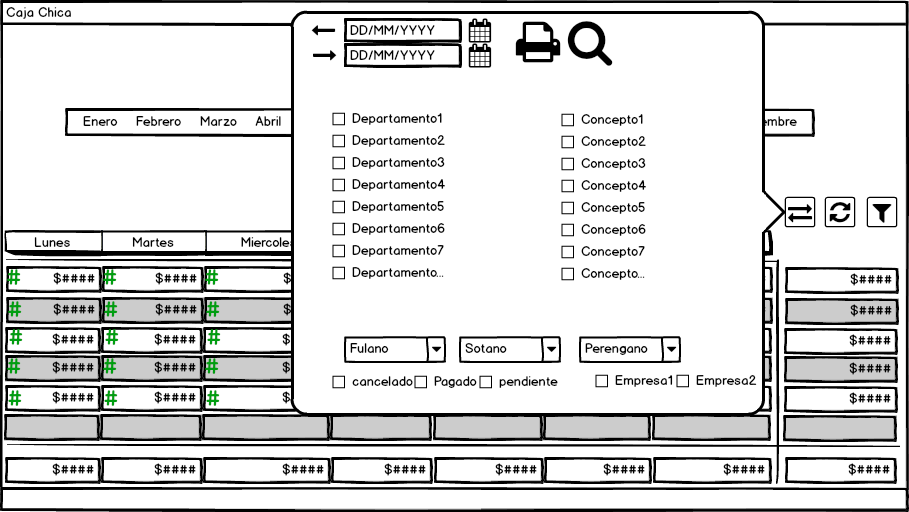 Caja Chica
DD/MM/YYYY
DD/MM/YYYY
Enero Febrero Marzo Abril embre
Departamento1 Concepto1
Departamento2 Concepto2
Departamento3 Concepto3
Departamento4 Concepto4
Departamento5 Concepto5
Departamento6 Concepto6
Departamento7 Concepto7
Departamento... Concepto...
Lunes Martes Miercole
# $#### # $#### # $ $####
# $#### # $#### # $ $####
# $#### # $#### # $ $####
Fulano Sotano Perengano
# $#### # $#### # $ $####
cancelado Pagado pendiente Empresa1 Empresa2
# $#### # $#### # $ $####
$#### $#### $#### $#### $#### $#### $#### $####